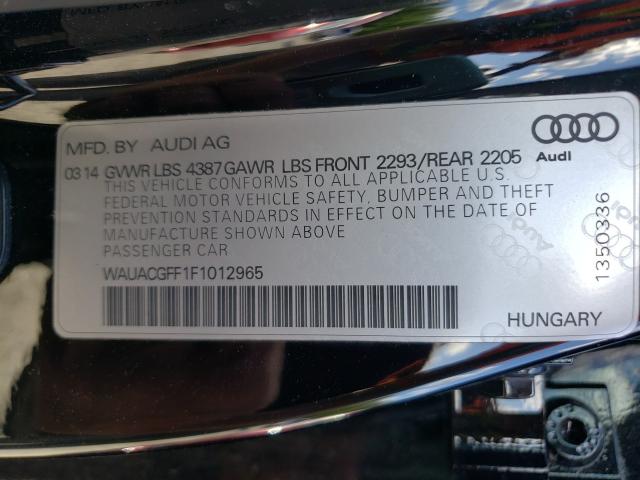 MFD. BY AUDI AG
03 14 GVWR LBS 4387 GAWR LBS FRONT 2293/REAR 2205
Audi
THIS VEHICLE CONFORMS TO ALL APPLICABLE U.S.
FEDERAL MOTOR VEHICLE SAFETY, BUMPER AND THEFT
PREVENTION STANDARDS IN EFFECT ON THE DATE OF
MANUFACTURE SHOWN ABOVE
PASSENGER CAR
WAUACGFF1F1012965
1350336
HUNGARY